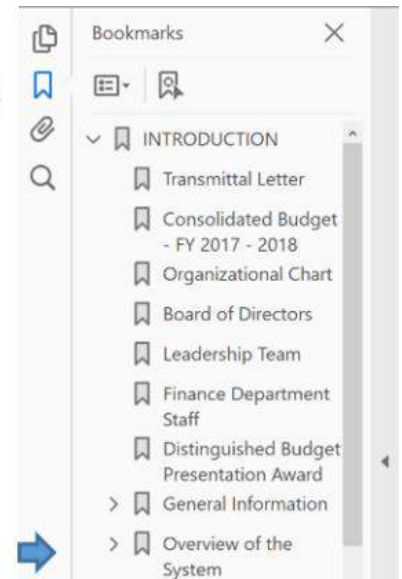 Bookmarks
INTRODUCTION
Transmittal Letter
Consolidated Budget
- FY 2017 - 2018
Organizational Chart
Board of Directors
Leadership Team
Finance Department
Staff
Distinguished Budget
Presentation Award
General Information
Overview of the
System